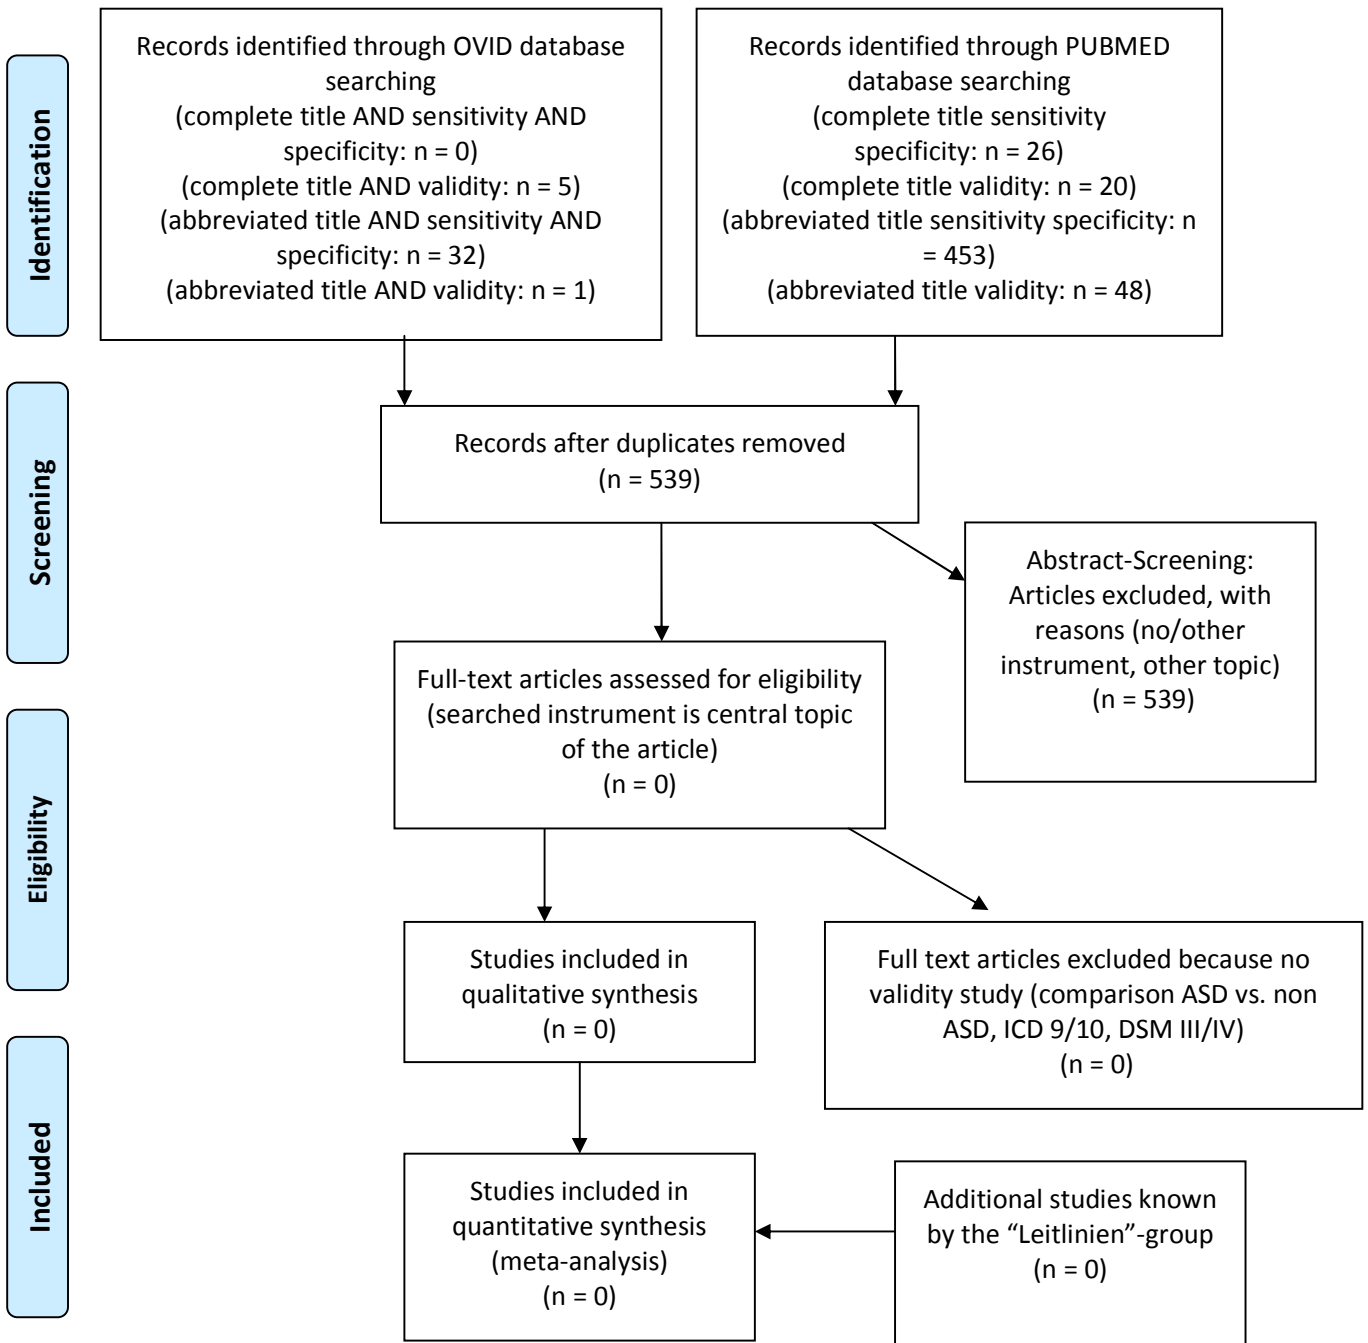 Identification
Records identified through OVID database
searching
(complete title AND sensitivity AND
specificity: n = 0)
(complete title AND validity: n = 5)
(abbreviated title AND sensitivity AND
specificity: n = 32)
(abbreviated title AND validity: n = 1)
Records identified through PUBMED
database searching
(complete title sensitivity
specificity: n = 26)
(complete title validity: n = 20)
(abbreviated title sensitivity specificity: n
= 453)
(abbreviated title validity: n = 48)
Screening
Records after duplicates removed
(n = 539)
Abstract-Screening:
Articles excluded, with
reasons (no/other
instrument, other topic)
(n = 539)
Eligibility
Full-text articles assessed for eligibility
(searched instrument is central topic
of the article)
(n = 0)
Studies included in
qualitative synthesis
(n = 0)
Full text articles excluded because no
validity study (comparison ASD vs. non
ASD, ICD 9/10, DSM III/IV)
(n = 0)
Included
Studies included in
quantitative synthesis
(meta-analysis)
(n = 0)
Additional studies known
by the “Leitlinien”-group
(n = 0)